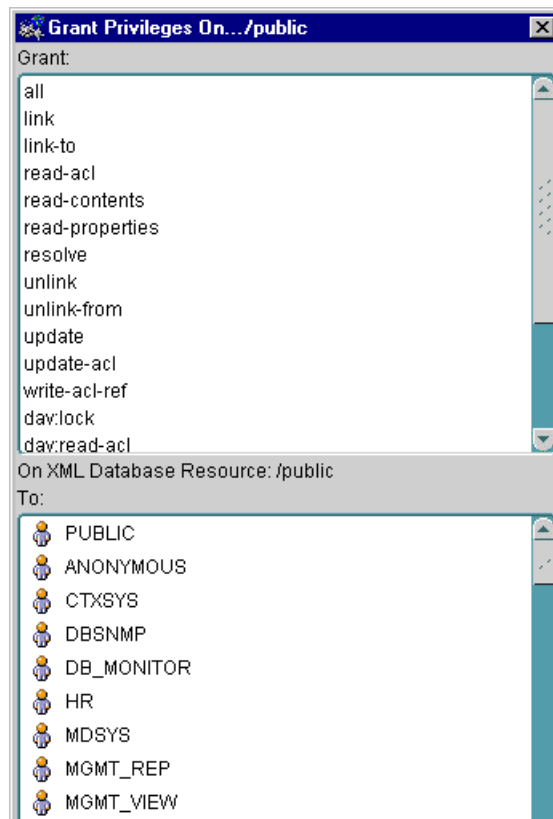 Grant Privileges On.../public
Grant:
all
link
link-to
read-acl
read-contents
read-properties
resolve
unlink
unlink-from
update
update-acl
write-acl-ref
dav:lock
dav:read-acl
On XML Database Resource: /public
To:
PUBLIC
ANONYMOUS
CTXSYS
DBSNMP
DB_MONITOR
HR
MDSYS
MGMT_REP
MGMT_VIEW